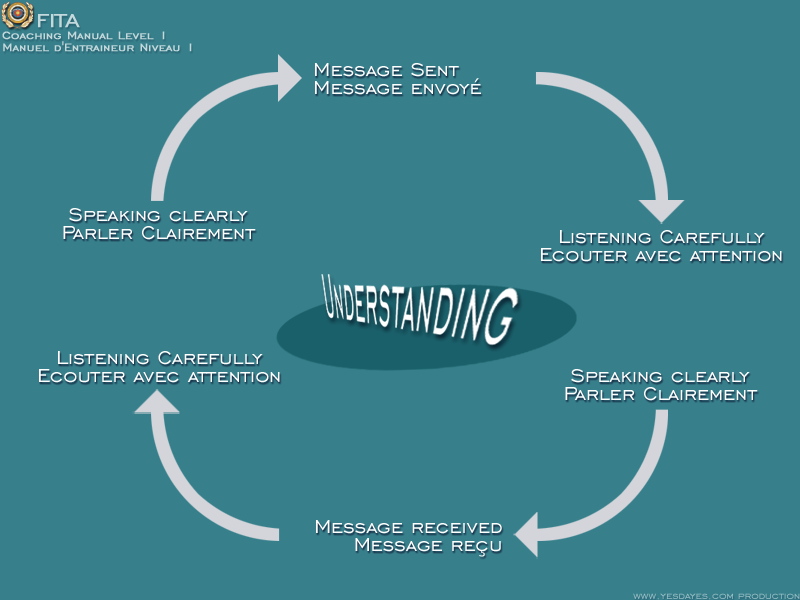 FITA
Coaching Manual Level 1
Manuel d'Entraineur Niveau 1
Message Sent
Message envoyé
Speaking clearly
Parler Clairement
Listening Carefully
Ecouter avec attention
Understanding
Listening Carefully
Ecouter avec attention
Speaking clearly
Parler Clairement
Message received
Message reçu
www.yesdayes.com production